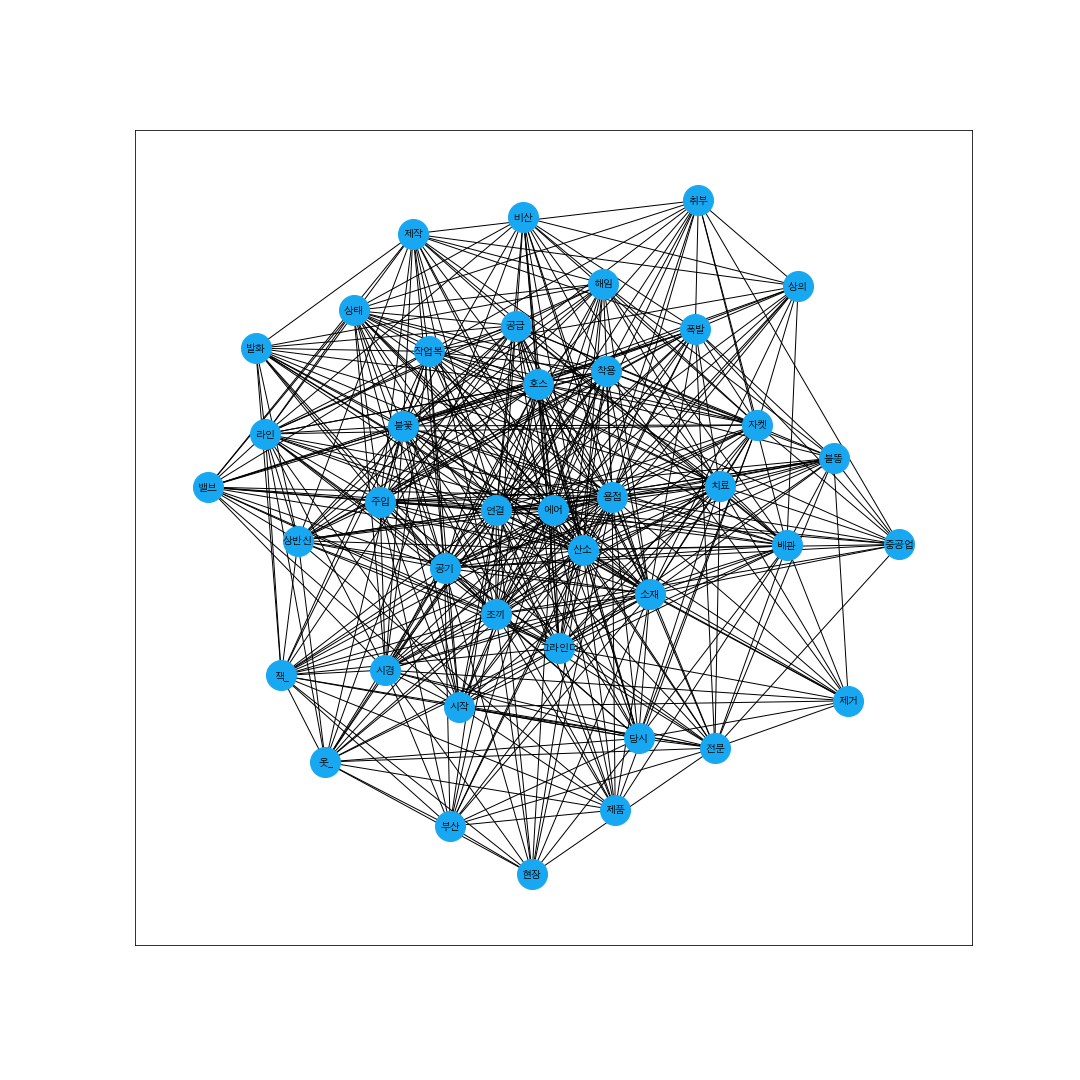 취부
비산
제작
해임
상의
상태
공급
폭발
발화
작업복
착용
호스
자켓
불꽃
라인
불똥
밸브
치료
주임
용접
연결
에어
상반신
중공업
배관
산소
공기
소재
조끼
그라인더
시경
잭_
제거
시작
당시
전문
옷_
제품
부산
현장